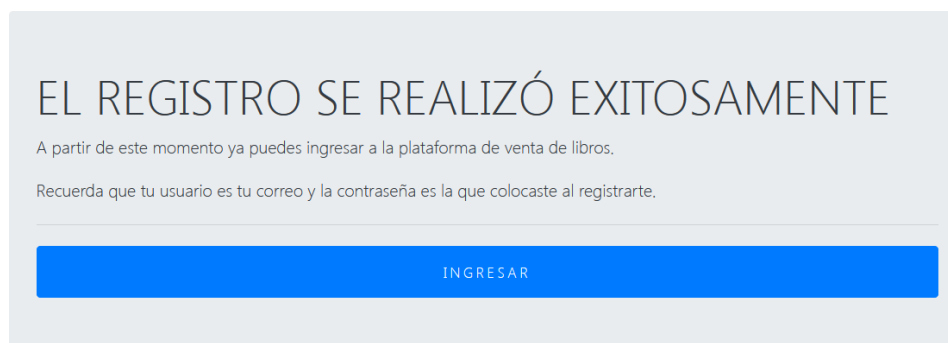 EL REGISTRO SE REALIZÓ EXITOSAMENTE
A partir de este momento ya puedes ingresar a la plataforma de venta de libros.
Recuerda que tu usuario es tu correo y la contraseña es la que colocaste al registrarte.
INGRESAR